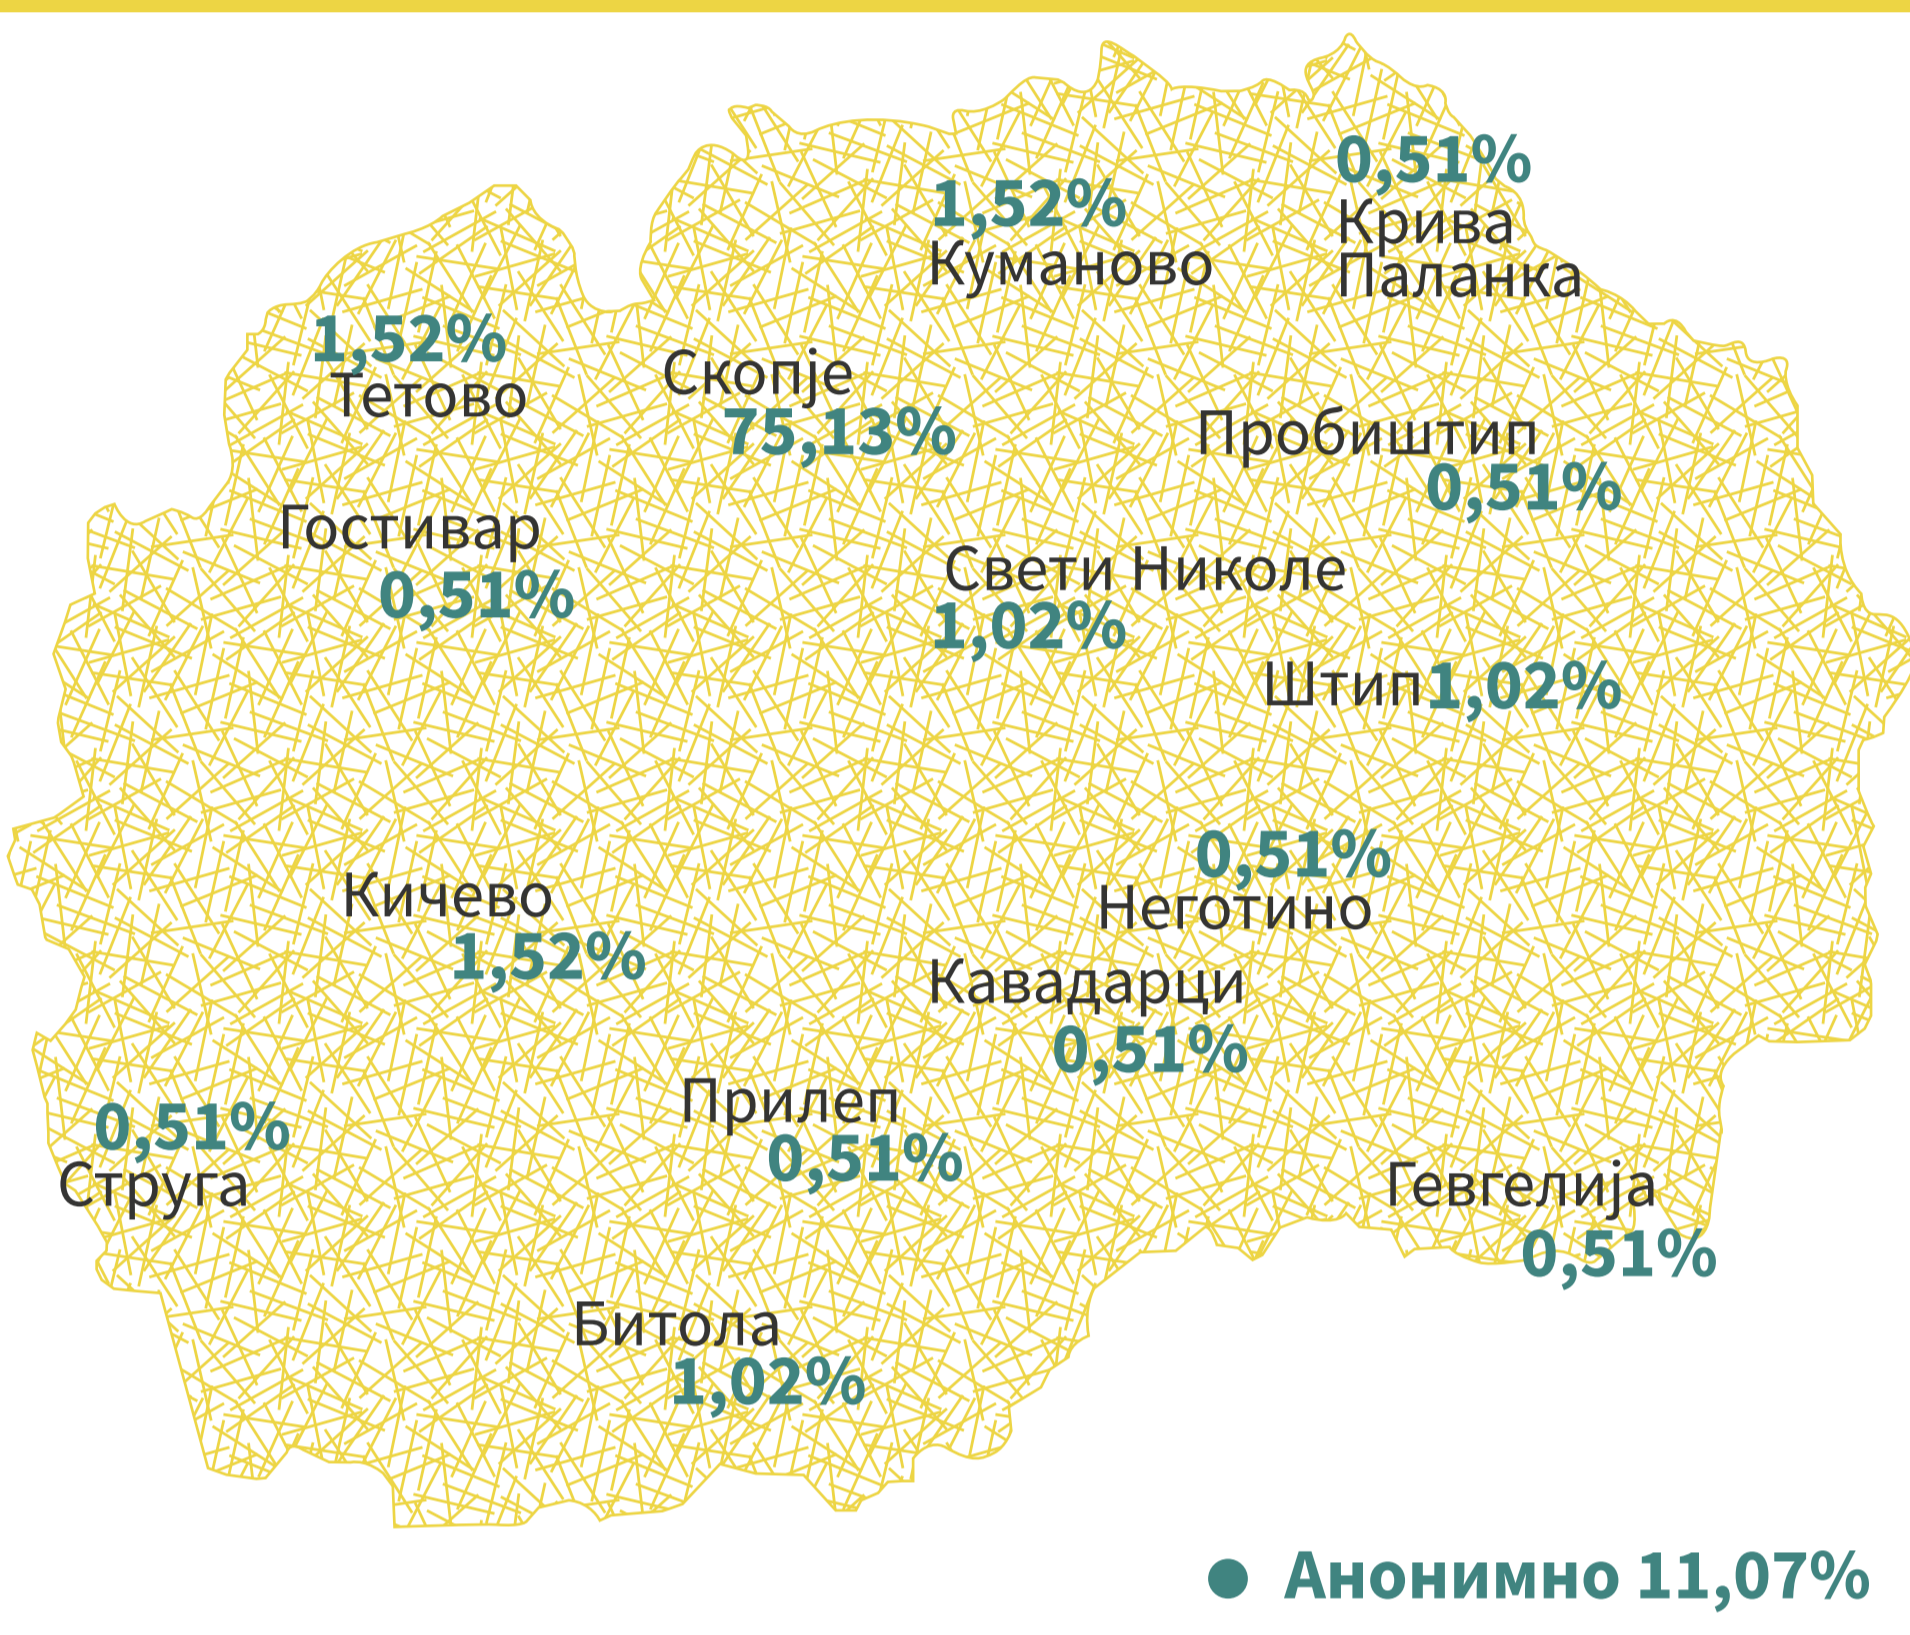 0,51%
Крива
Паланка
1,52%
Куманово
1,52%
Тетово
Скопје
75,13%
Пробиштип
0,51%
Гостивар
0,51%
Свети Николе
1,02%
Штип 1,02%
0,51%
Неготино
Кичево
1,52%
Кавадарци
0,51%
Прилеп
0,51%
0,51%
Струга
Гевгелија
0,51%
Битола
1,02%
Анонимно 11,07%